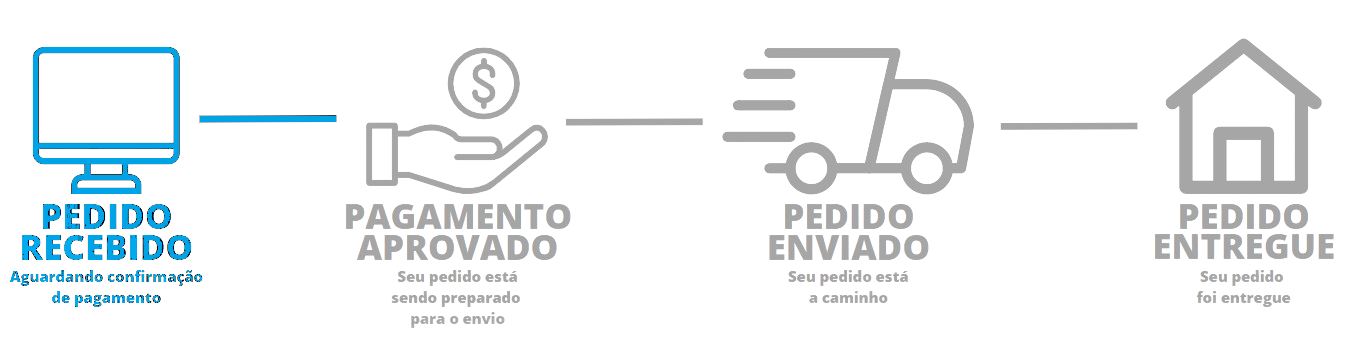 $
PEDIDO
RECEBIDO
Aguardando confirmação
de pagamento
PAGAMENTO
APROVADO
Seu pedido está
sendo preparado
para o envio
PEDIDO
ENVIADO
Seu pedido está
a caminho
PEDIDO
ENTREGUE
Seu pedido
foi entregue